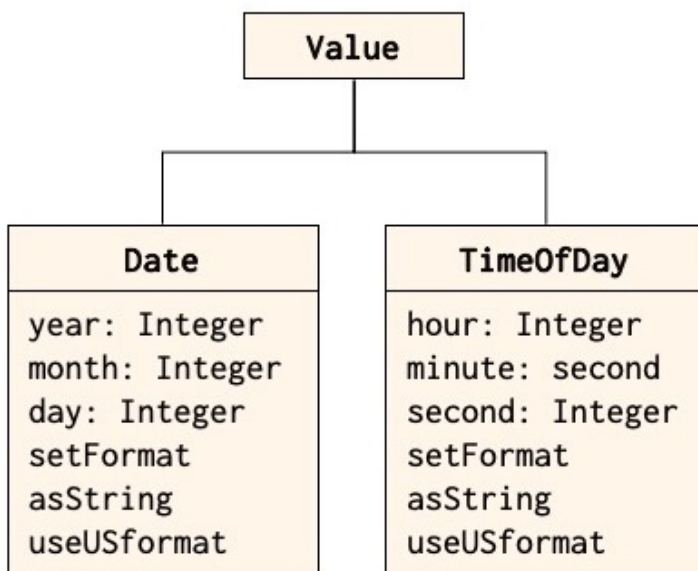 Value
Date
year: Integer
month: Integer
day: Integer
setFormat
asString
useUSformat
TimeOfDay
hour: Integer
minute: second
second: Integer
setFormat
asString
useUSformat